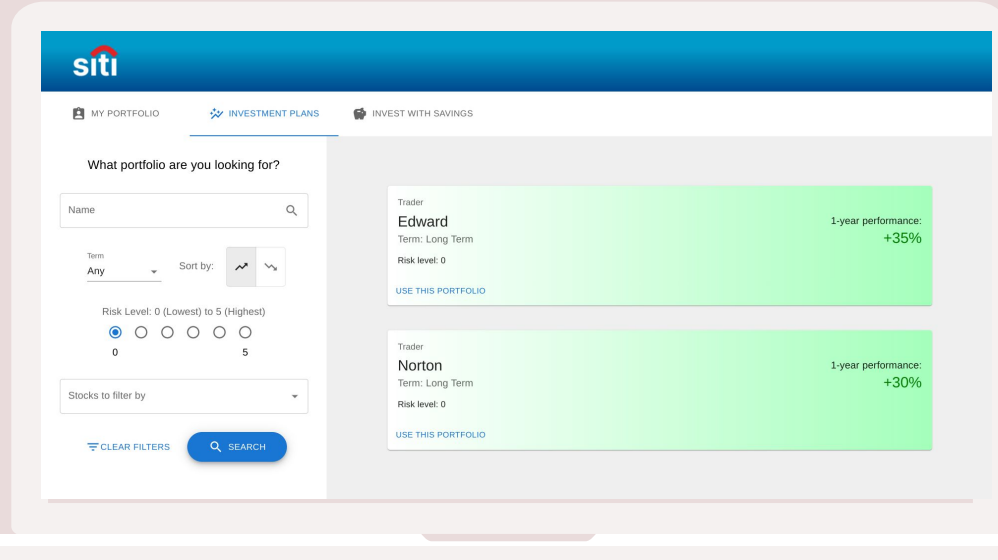 siti
MY PORTFOLIO
INVESTMENT PLANS
INVEST WITH SAVINGS
What portfolio are you looking for?
Name
Term
Any
Sort by:
Risk Level: 0 (Lowest) to 5 (Highest)
0 5
Stocks to filter by
CLEAR FILTERS
SEARCH
Trader
Edward
Term: Long Term
Risk level: 0
USE THIS PORTFOLIO
1-year performance:
+35%
Trader
Norton
Term: Long Term
Risk level: 0
USE THIS PORTFOLIO
1-year performance:
+30%